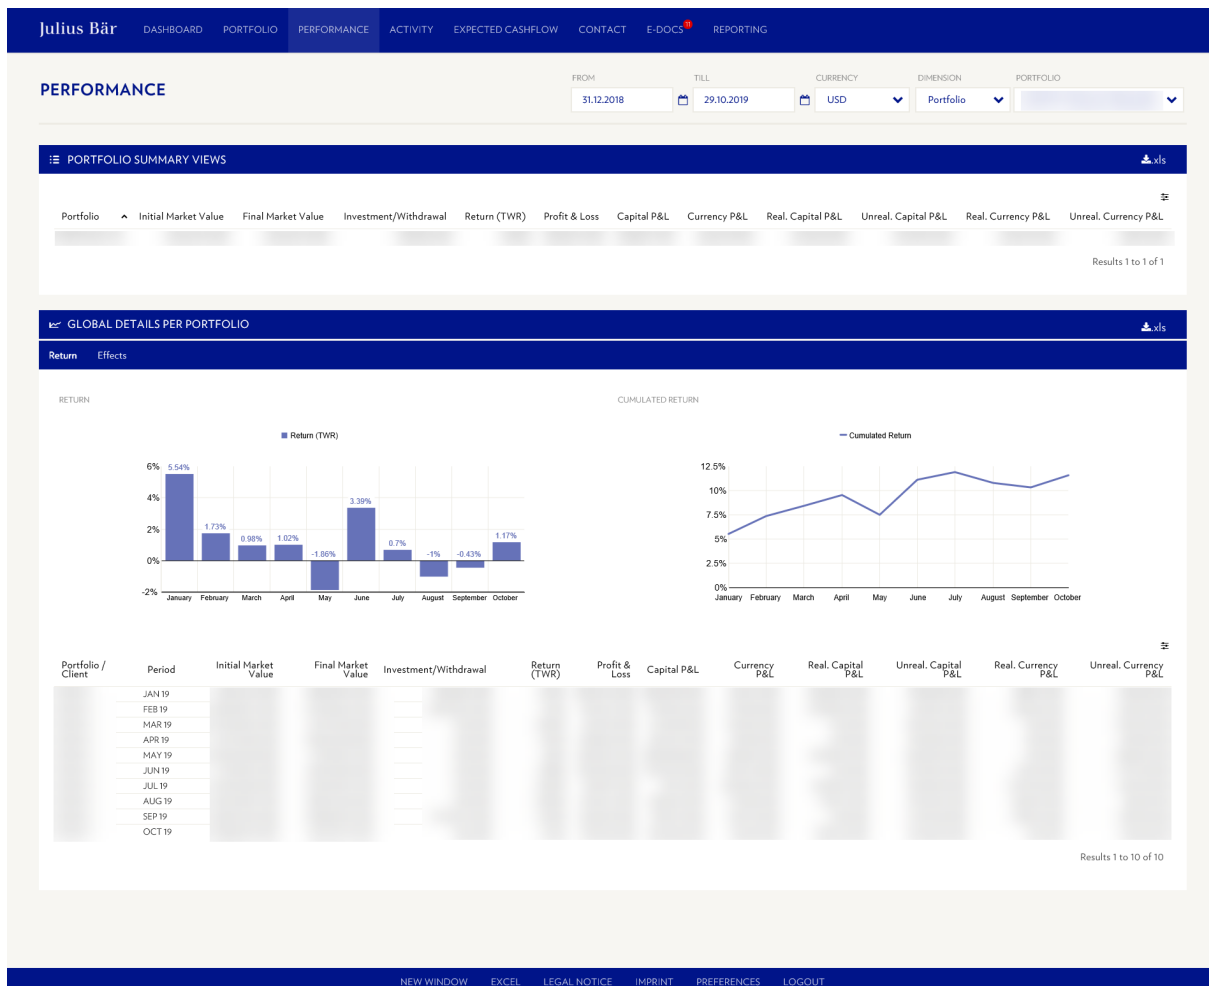 Julius Bär DASHBOARD PORTFOLIO PERFORMANCE ACTIVITY EXPECTED CASHFLOW CONTACT E-DOCS 11 REPORTING
FROM TILL CURRENCY DIMENSION PORTFOLIO
PERFORMANCE
31.12.2018 29.10.2019 USD Portfolio
PORTFOLIO SUMMARY VIEWS .xls
Portfolio Initial Market Value Final Market Value Investment/Withdrawal Return (TWR) Profit & Loss Capital P&L Currency P&L Real. Capital P&L Unreal. Capital P&L Real. Currency P&L Unreal. Currency P&L
Results 1 to 1 of 1
GLOBAL DETAILS PER PORTFOLIO .xls
Return Effects
RETURN
Return (TWR)
6%
4%
2%
0%
-2%
5.54% 1.73% 0.98% 1.02% -1.86% 3.39% 0.7% -1% -0.43% 1.17%
January February March April May June July August September October
CUMULATED RETURN
Cumulated Return
12.5%
10%
7.5%
5%
2.5%
0%
January February March April May June July August September October
Portfolio / Client Period Initial Market Value Final Market Value Investment/Withdrawal Return (TWR) Profit & Loss Capital P&L Currency P&L Real. Capital P&L Unreal. Capital P&L Real. Currency P&L Unreal. Currency P&L
JAN 19
FEB 19
MAR 19
APR 19
MAY 19
JUN 19
JUL 19
AUG 19
SEP 19
OCT 19
Results 1 to 10 of 10
NEW WINDOW EXCEL LEGAL NOTICE IMPRINT PREFERENCES LOGOUT